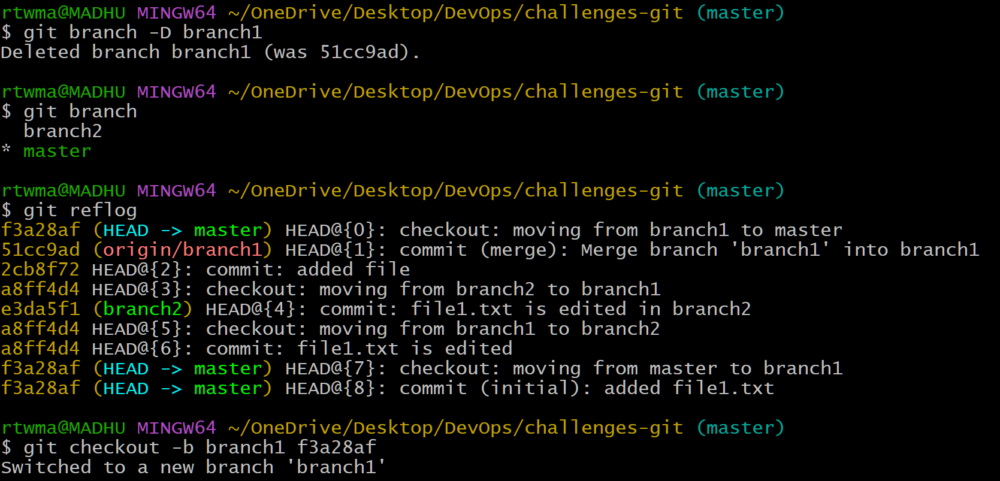 rtwma@MADHU MINGW64 ~/OneDrive/Desktop/DevOps/challenges-git (master)
$ git branch -D branch1
Deleted branch branch1 (was 51cc9ad).
rtwma@MADHU MINGW64 ~/OneDrive/Desktop/DevOps/challenges-git (master)
$ git branch
  branch2
* master
rtwma@MADHU MINGW64 ~/OneDrive/Desktop/DevOps/challenges-git (master)
$ git reflog
f3a28af (HEAD -> master) HEAD@{0}: checkout: moving from branch1 to master
51cc9ad (origin/branch1) HEAD@{1}: commit (merge): Merge branch 'branch1' into branch1
2cb8f72 HEAD@{2}: commit: added file
a8ff4d4 HEAD@{3}: checkout: moving from branch2 to branch1
e3da5f1 (branch2) HEAD@{4}: commit: file1.txt is edited in branch2
a8ff4d4 HEAD@{5}: checkout: moving from branch1 to branch2
a8ff4d4 HEAD@{6}: commit: file1.txt is edited
f3a28af (HEAD -> master) HEAD@{7}: checkout: moving from master to branch1
f3a28af (HEAD -> master) HEAD@{8}: commit (initial): added file1.txt
rtwma@MADHU MINGW64 ~/OneDrive/Desktop/DevOps/challenges-git (master)
$ git checkout -b branch1 f3a28af
Switched to a new branch 'branch1'